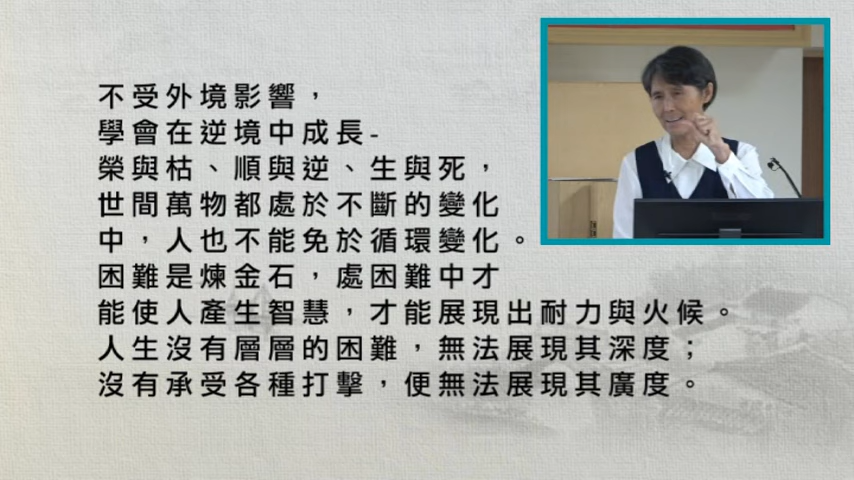 不受外境影響，
學會在逆境中成長-
榮與枯、順與逆、生與死，
世間萬物都處於不斷的變化
中，人也不能免於循環變化。
困難是煉金石，處困難中才
能使人產生智慧，才能展現出耐力與火候。
人生沒有層層的困難，無法展現其深度；
沒有承受各種打擊，便無法展現其廣度。